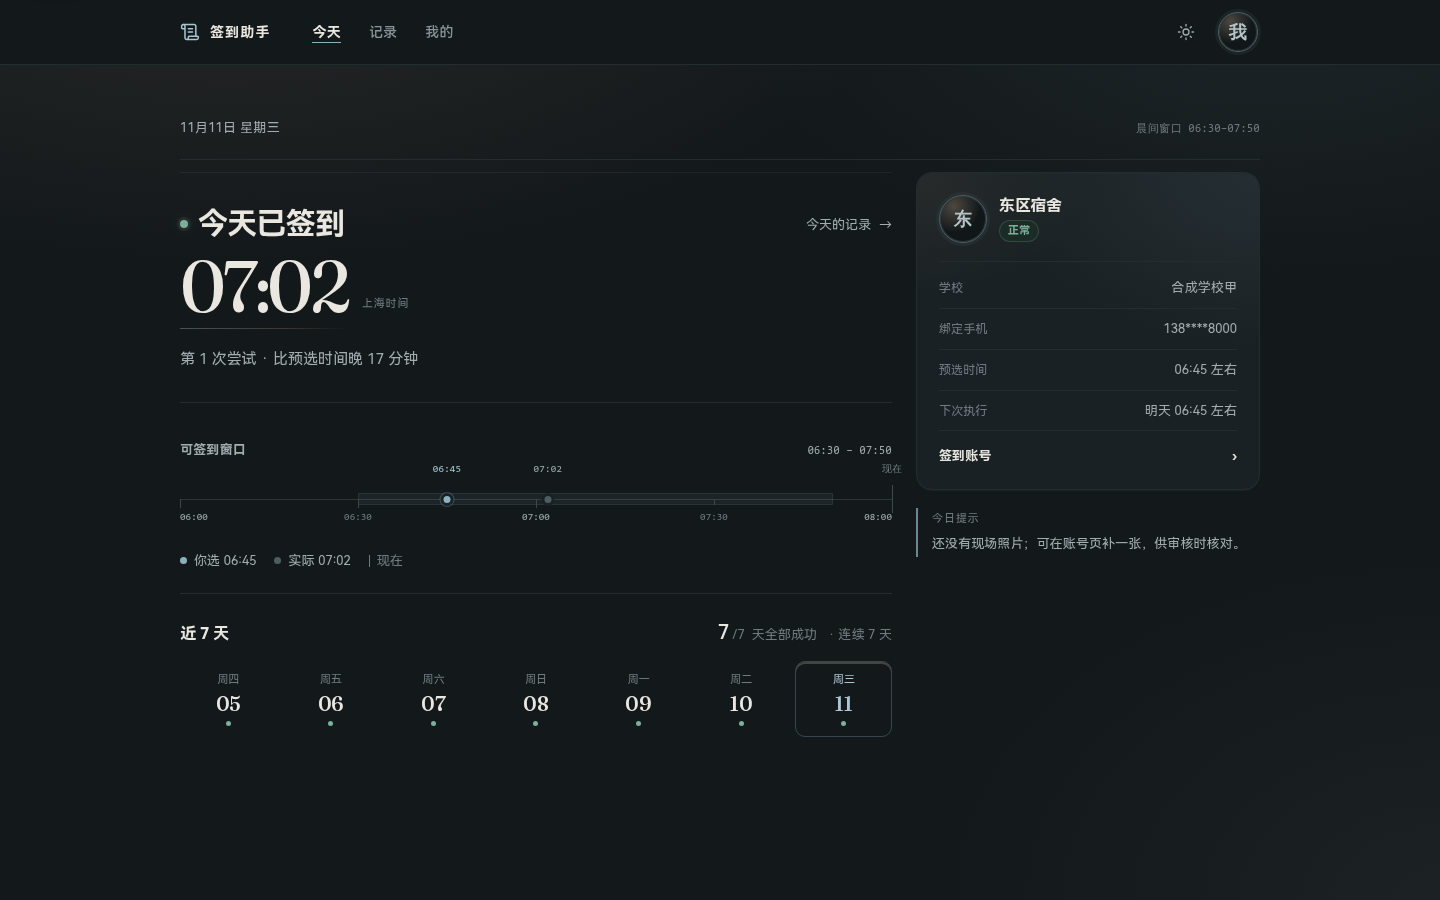 签到助手 今天 记录 我的 我
11月11日 星期三 晨间窗口 06:30–07:50
今天已签到 今天的记录 →
07:02 上海时间
第 1 次尝试 · 比预选时间晚 17 分钟
可签到窗口 06:30 – 07:50
06:45 07:02 现在
06:00 06:30 07:00 07:30 08:00
你选 06:45 实际 07:02 | 现在
近 7 天 7/7 天全部成功 · 连续 7 天
周四 周五 周六 周日 周一 周二 周三
05 06 07 08 09 10 11
东 东区宿舍
正常
学校 合成学校甲
绑定手机 138****8000
预选时间 06:45 左右
下次执行 明天 06:45 左右
签到账号 ›
今日提示
还没有现场照片；可在账号页补一张，供审核时核对。